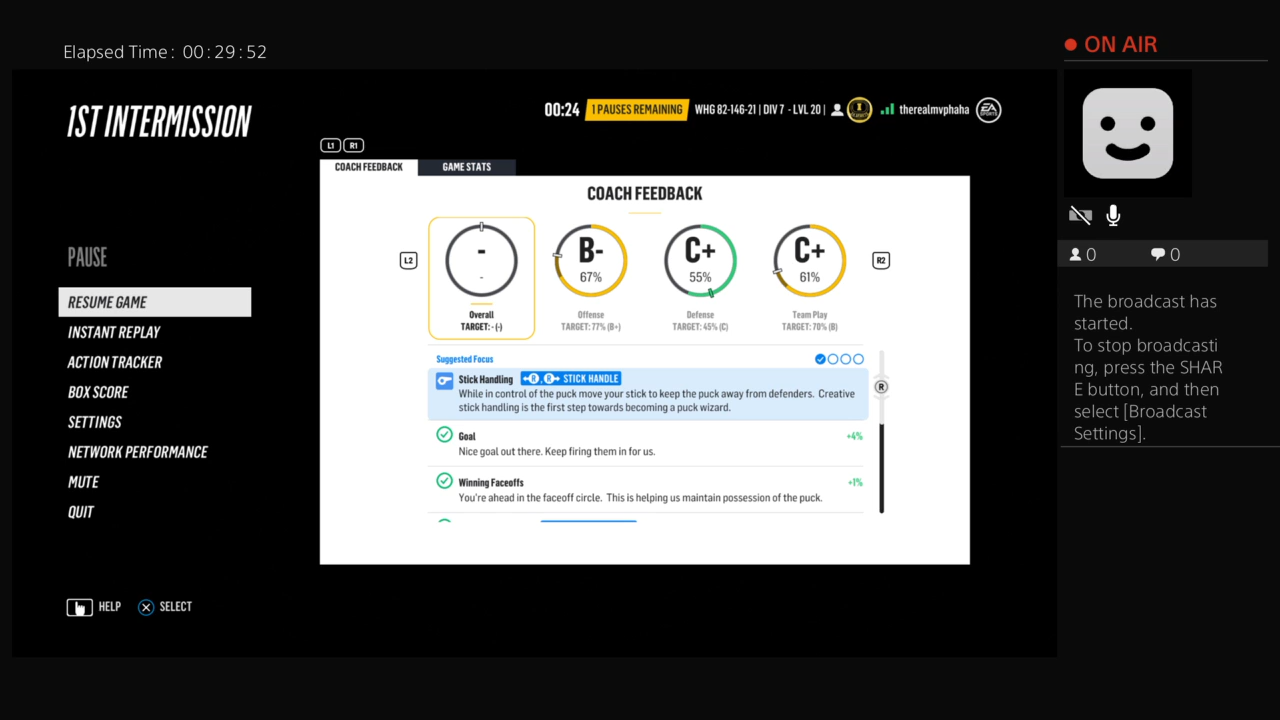 Elapsed Time: 00:29:52
ON AIR
1ST INTERMISSION
00:24 1 PAUSES REMAINING WHG 82-146-21 | DIV 7 - LVL 20 | therealmvphaha
L1 R1
COACH FEEDBACK GAME STATS
COACH FEEDBACK
L2 R2
- B- C+ C+
- 67% 55% 61%
Overall Offense Defense Team Play
TARGET: - (-) TARGET: 77% (B+) TARGET: 45% (C) TARGET: 70% (B)
Suggested Focus
Stick Handling R, R STICK HANDLE
While in control of the puck move your stick to keep the puck away from defenders. Creative
stick handling is the first step towards becoming a puck wizard.
R
Goal +4%
Nice goal out there. Keep firing them in for us.
Winning Faceoffs +1%
You're ahead in the faceoff circle. This is helping us maintain possession of the puck.
PAUSE
RESUME GAME
INSTANT REPLAY
ACTION TRACKER
BOX SCORE
SETTINGS
NETWORK PERFORMANCE
MUTE
QUIT
HELP SELECT
0 0
The broadcast has
started.
To stop broadcasti
ng, press the SHAR
E button, and then
select [Broadcast
Settings].